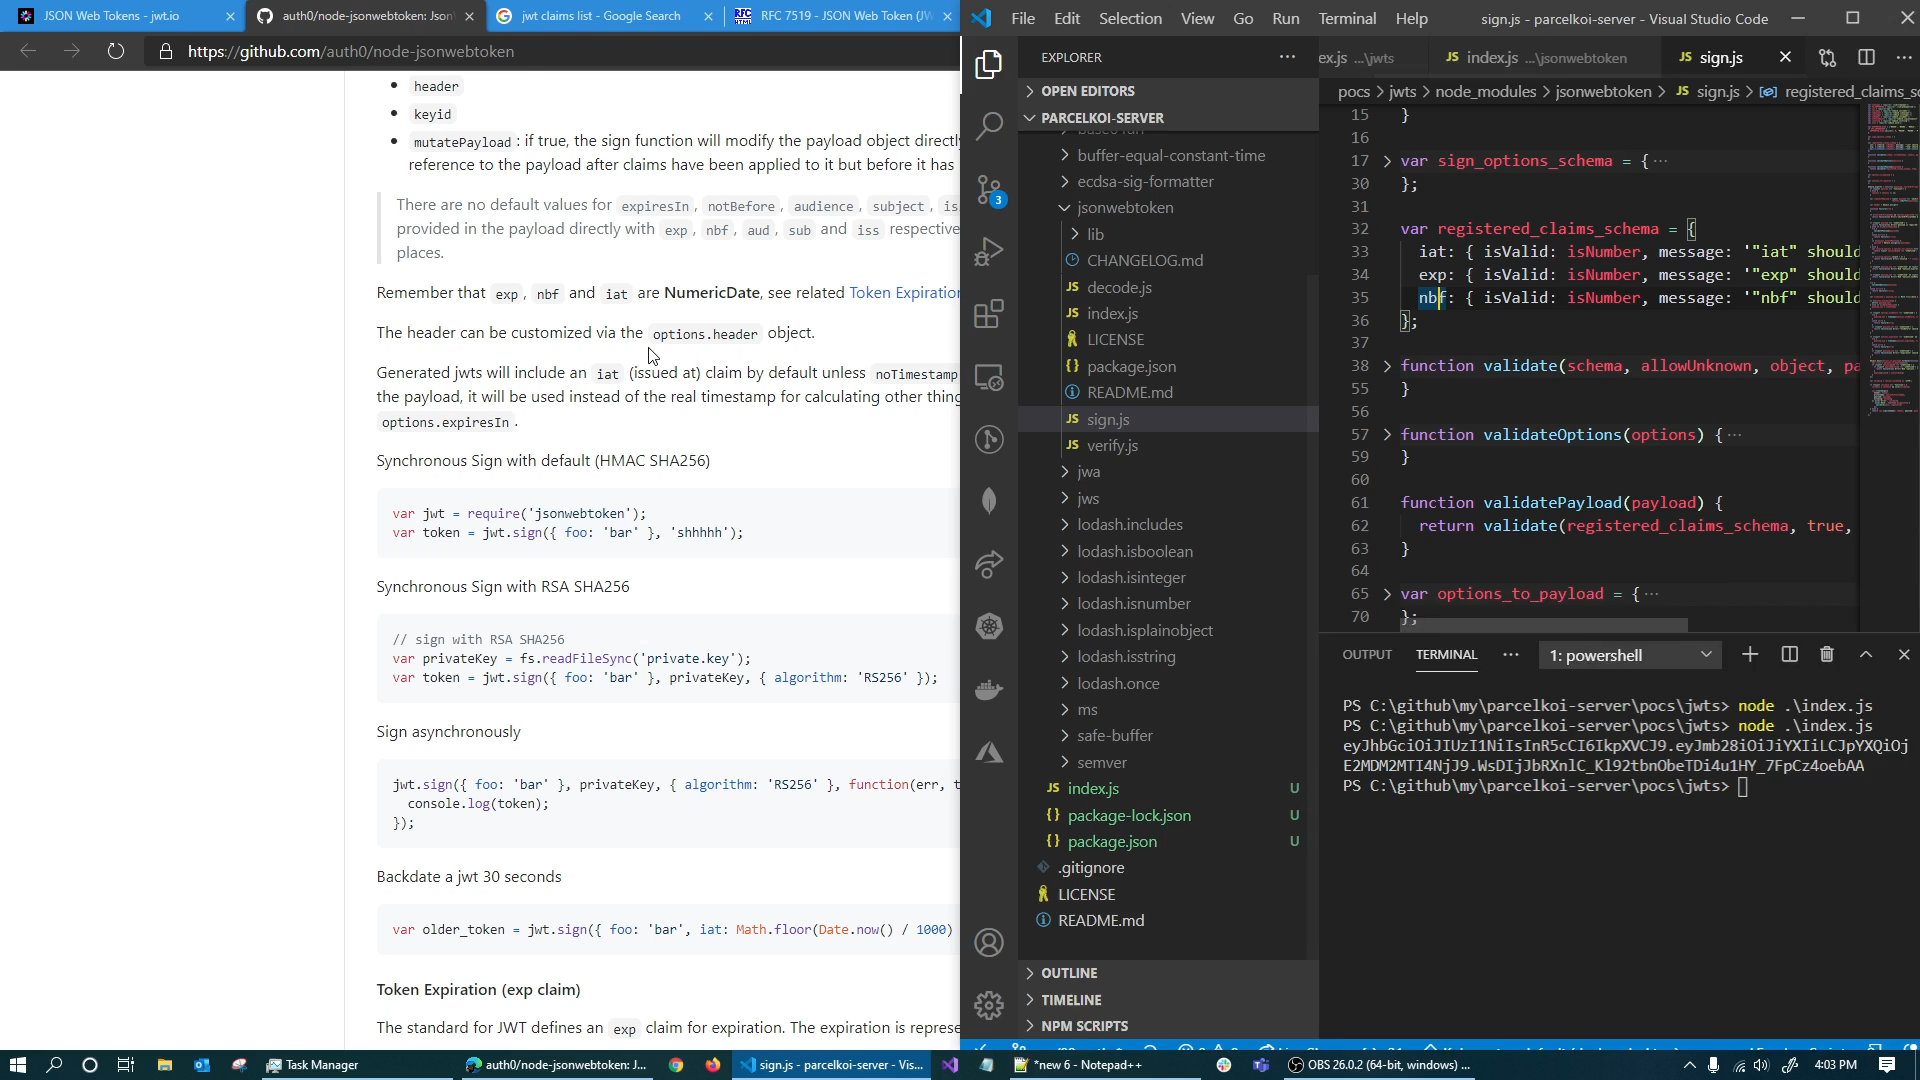 JSON Web Tokens - jwt.io
auth0/node-jsonwebtoken: Json
jwt claims list - Google Search
RFC 7519 - JSON Web Token (JW
https://github.com/auth0/node-jsonwebtoken
header
keyid
mutatePayload: if true, the sign function will modify the payload object directly
reference to the payload after claims have been applied to it but before it has
There are no default values for expiresIn, notBefore, audience, subject, is
provided in the payload directly with exp, nbf, aud, sub and iss respective
places.
Remember that exp, nbf and iat are NumericDate, see related Token Expiration
The header can be customized via the options.header object.
Generated jwts will include an iat (issued at) claim by default unless noTimestamp
the payload, it will be used instead of the real timestamp for calculating other thing
options.expiresIn.
Synchronous Sign with default (HMAC SHA256)
var jwt = require('jsonwebtoken');
var token = jwt.sign({ foo: 'bar' }, 'shhhhh');
Synchronous Sign with RSA SHA256
// sign with RSA SHA256
var privateKey = fs.readFileSync('private.key');
var token = jwt.sign({ foo: 'bar' }, privateKey, { algorithm: 'RS256' });
Sign asynchronously
jwt.sign({ foo: 'bar' }, privateKey, { algorithm: 'RS256' }, function(err, t
console.log(token);
});
Backdate a jwt 30 seconds
var older_token = jwt.sign({ foo: 'bar', iat: Math.floor(Date.now() / 1000)
Token Expiration (exp claim)
The standard for JWT defines an exp claim for expiration. The expiration is represe
File Edit Selection View Go Run Terminal Help
sign.js - parcelkoi-server - Visual Studio Code
EXPLORER
OPEN EDITORS
PARCELKOI-SERVER
buffer-equal-constant-time
ecdsa-sig-formatter
jsonwebtoken
lib
CHANGELOG.md
JS decode.js
JS index.js
LICENSE
{} package.json
README.md
JS sign.js
JS verify.js
jwa
jws
lodash.includes
lodash.isboolean
lodash.isinteger
lodash.isnumber
lodash.isplainobject
lodash.isstring
lodash.once
ms
safe-buffer
semver
JS index.js U
{} package-lock.json U
{} package.json U
.gitignore
LICENSE
README.md
OUTLINE
TIMELINE
NPM SCRIPTS
3
ex.js ...\jwts
JS index.js ...\jsonwebtoken
JS sign.js
pocs > jwts > node_modules > jsonwebtoken > JS sign.js > registered_claims_s
15 }
16
17 var sign_options_schema = {...
30 };
31
32 var registered_claims_schema = {
33 iat: { isValid: isNumber, message: '"iat" should
34 exp: { isValid: isNumber, message: '"exp" should
35 nbf: { isValid: isNumber, message: '"nbf" should
36 };
37
38 function validate(schema, allowUnknown, object, pa
55 }
56
57 function validateOptions(options) {...
59 }
60
61 function validatePayload(payload) {
62 return validate(registered_claims_schema, true,
63 }
64
65 var options_to_payload = {...
70 };
OUTPUT TERMINAL ... 1: powershell
PS C:\github\my\parcelkoi-server\pocs\jwts> node .\index.js
PS C:\github\my\parcelkoi-server\pocs\jwts> node .\index.js
eyJhbGciOiJIUzI1NiIsInR5cCI6IkpXVCJ9.eyJmb28iOiJiYXIiLCJpYXQiOj
E2MDM2MTI4NjJ9.WsDIjJbRXnlC_Kl92tbnObeTDi4u1HY_7FpCz4oebAA
PS C:\github\my\parcelkoi-server\pocs\jwts>
Task Manager
auth0/node-jsonwebtoken: J...
sign.js - parcelkoi-server - Vis...
*new 6 - Notepad++
OBS 26.0.2 (64-bit, windows) ...
4:03 PM